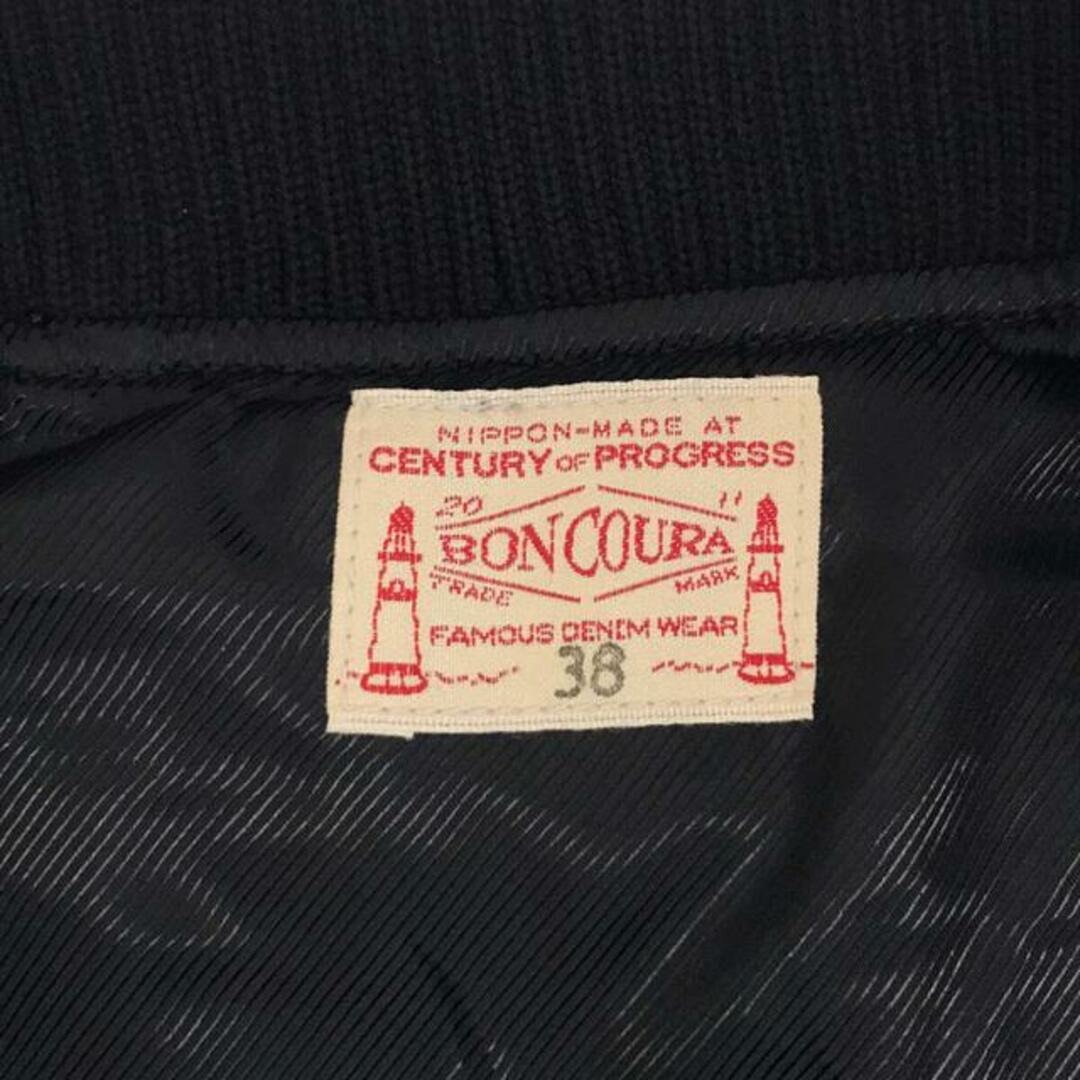 NIPPON-MADE AT
CENTURY OF PROGRESS
20 11
BONCOURA
TRADE MARK
FAMOUS DENIM WEAR
38